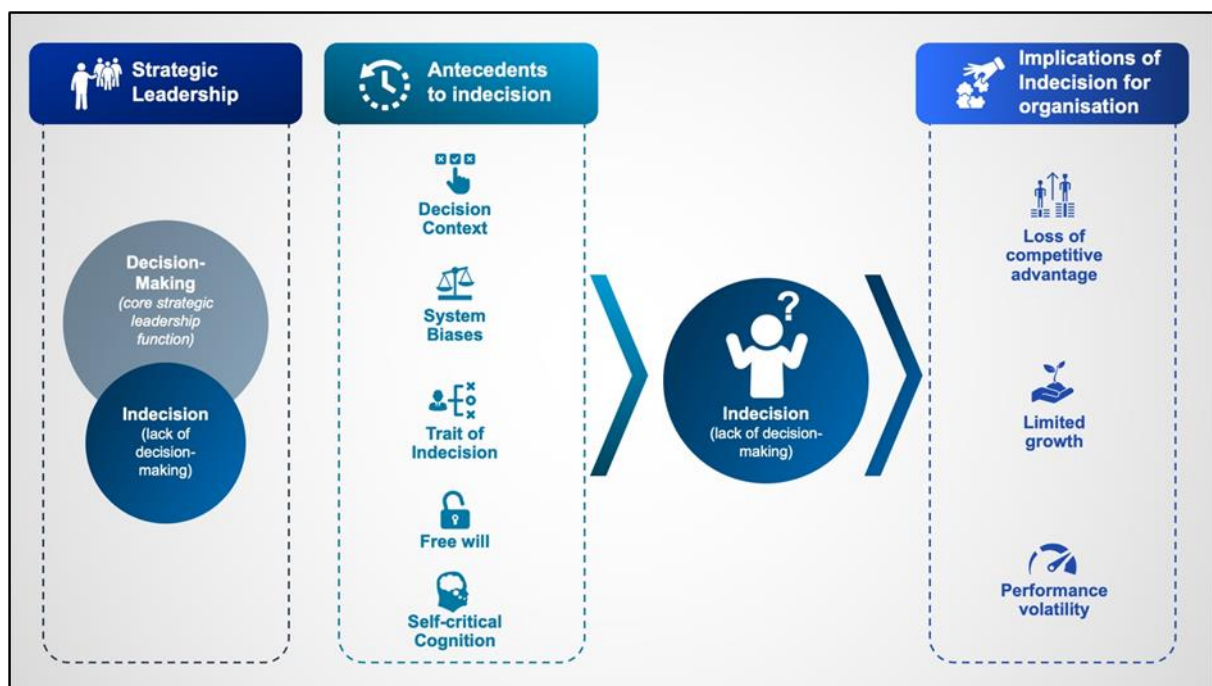 Strategic
Leadership
Decision-
Making
(core strategic
leadership
function)
Indecision
(lack of
decision-
making)
Antecedents
to indecision
Decision
Context
System
Biases
Trait of
Indecision
Free will
Self-critical
Cognition
?
Indecision
(lack of decision-
making)
Implications of
Indecision for
organisation
Loss of
competitive
advantage
Limited
growth
Performance
volatility